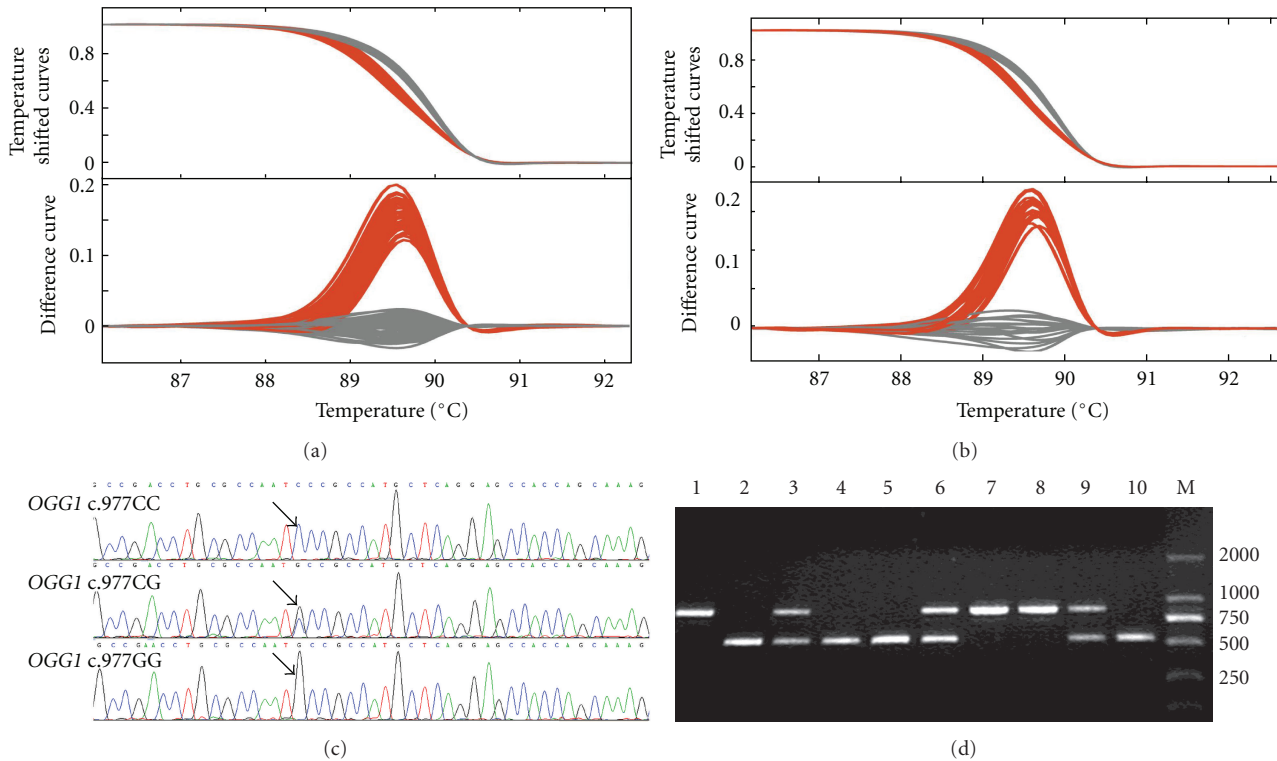 Temperature
shifted curves
0.8
0.4
0
Difference curve
0.2
0.1
0
87 88 89 90 91 92
Temperature (°C)
(a)
Temperature
shifted curves
0.8
0.4
0
Difference curve
0.2
0.1
0
87 88 89 90 91 92
Temperature (°C)
(b)
G C C G A C C T G C G C C A A T C C C G C C A T G C T C A G G A G C C A C C A G C A A A G
OGG1 c.977CC
G C C G A C C T G C G C C A A T G C C G C C A T G C T C A G G A G C C A C C A G C A A A G
OGG1 c.977CG
G C C G A A C C T G C G C C A A T G C C G C C A T G C T C A G G A G C C A C C A G C A A A G
OGG1 c.977GG
(c)
1 2 3 4 5 6 7 8 9 10 M
2000
1000
750
500
250
(d)